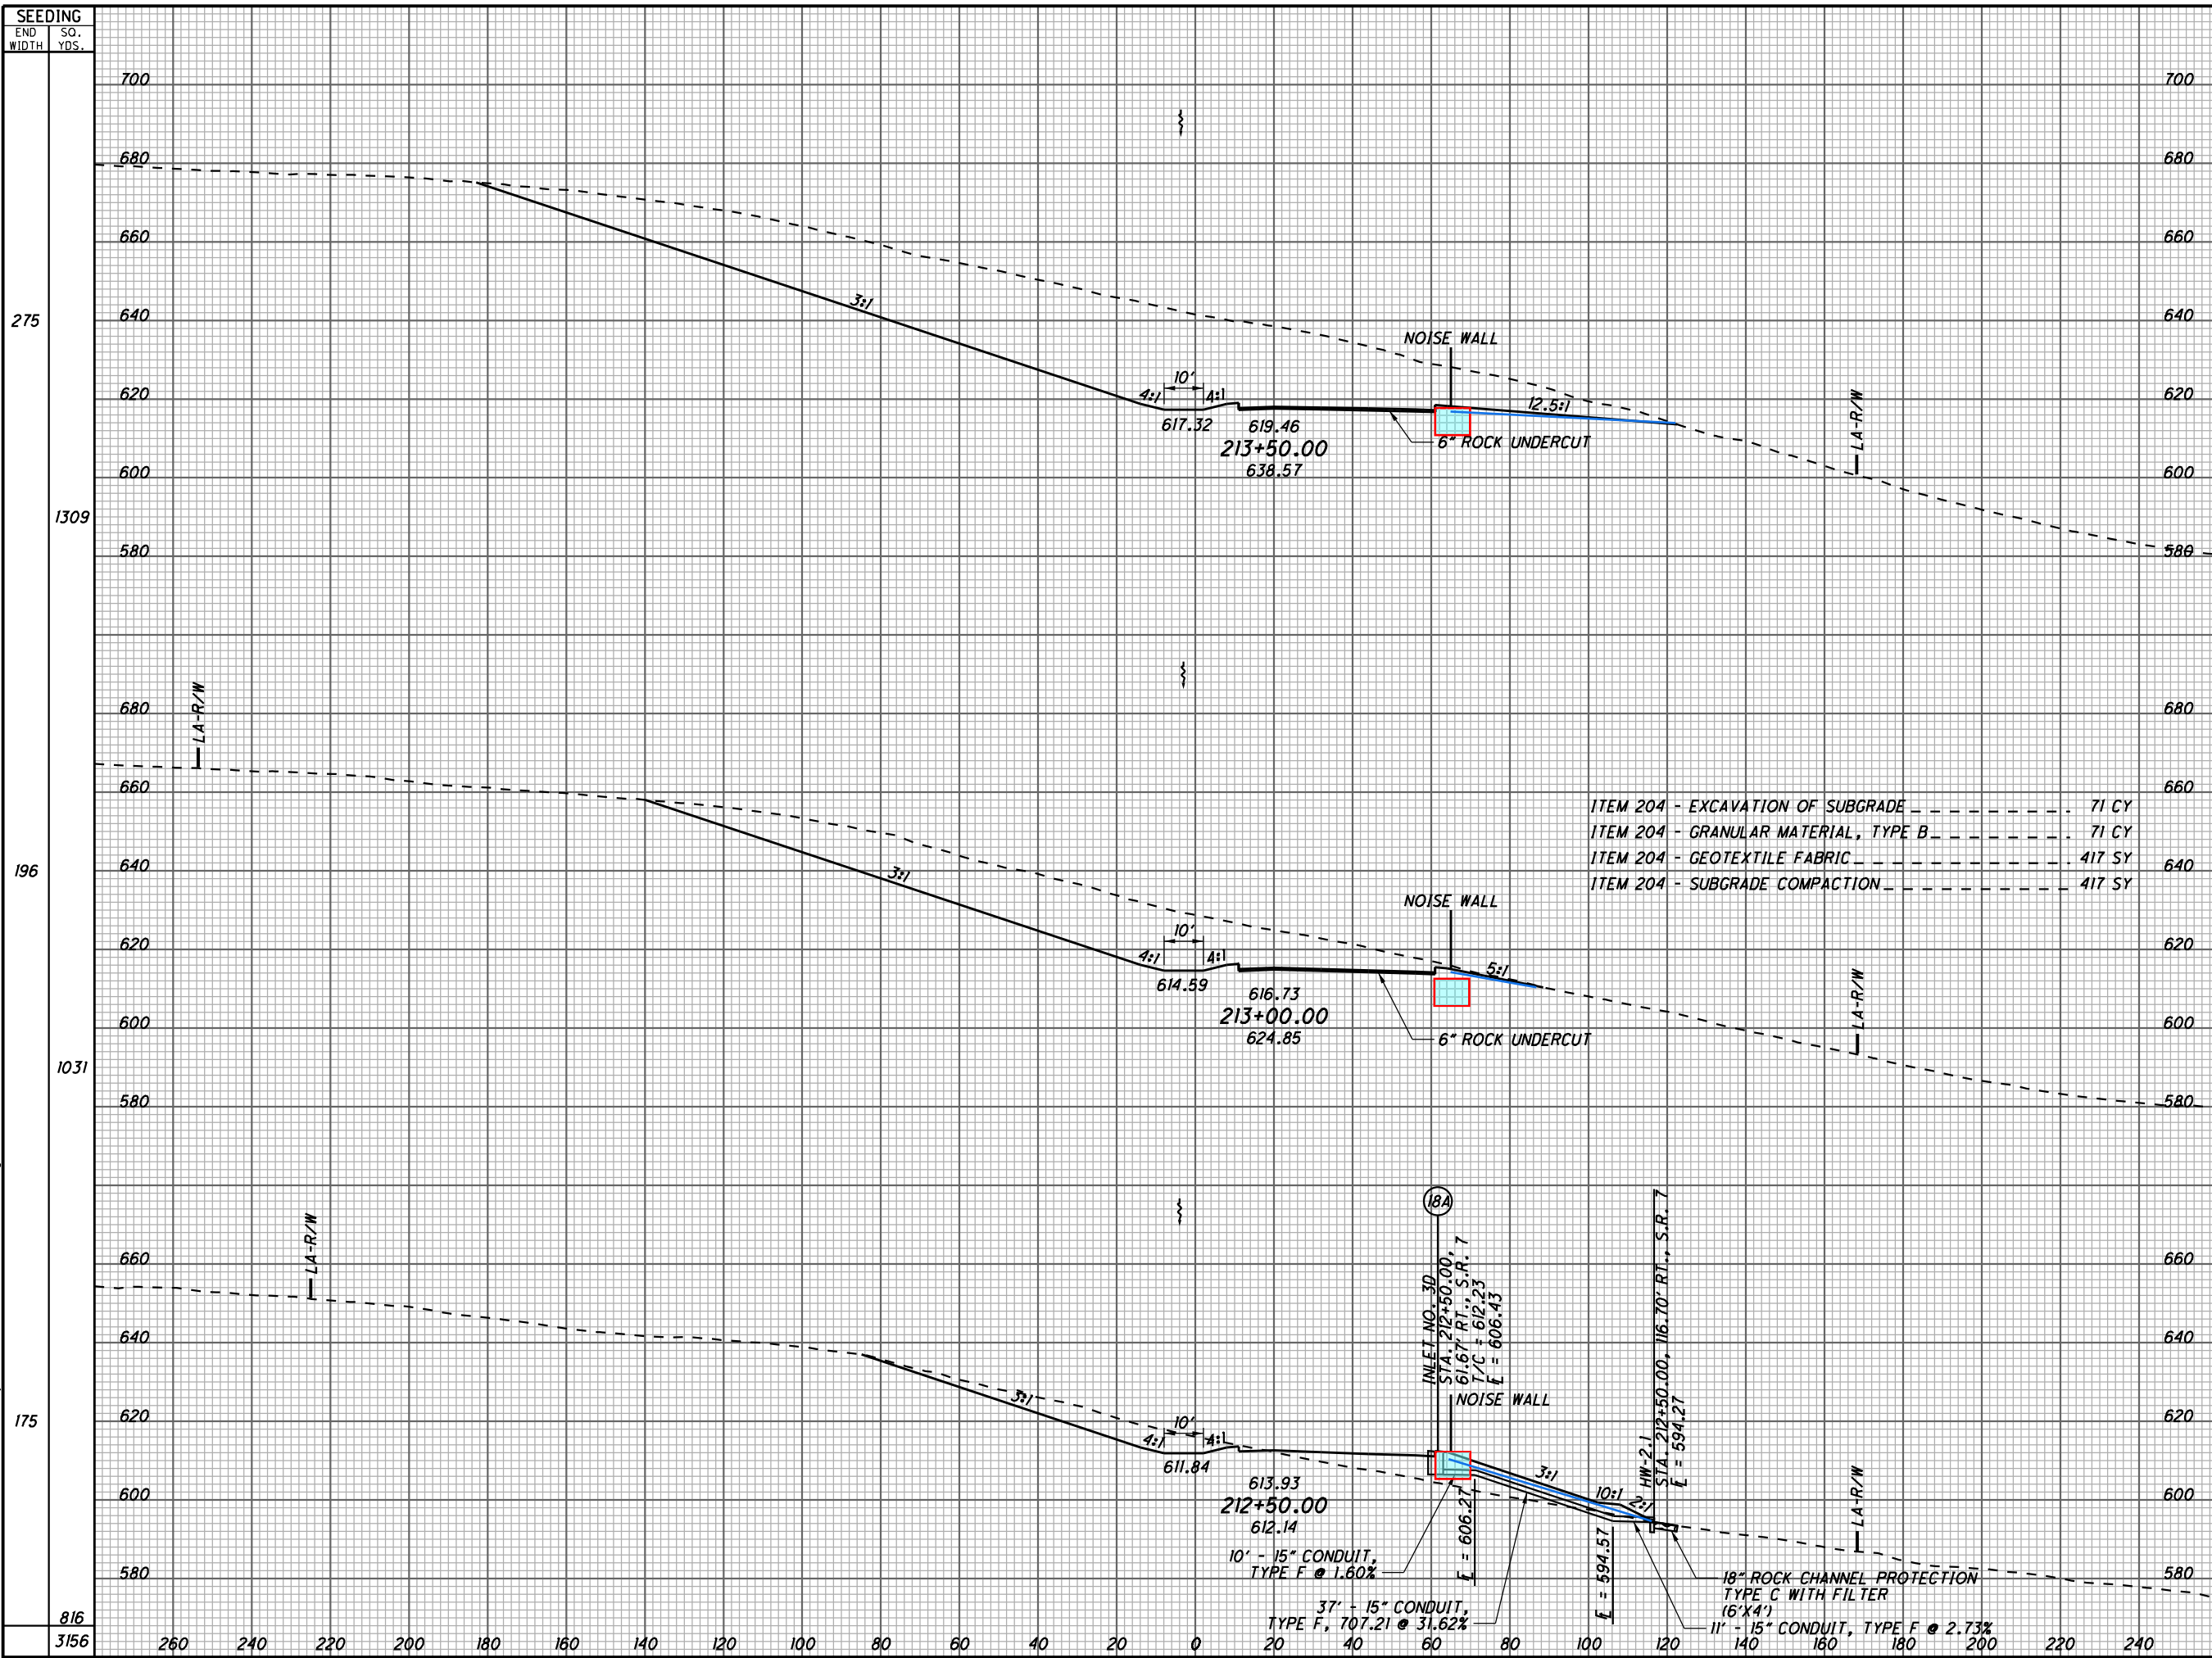 SEEDING
END WIDTH
SQ. YDS.
700 700
680 680
660 660
275 640 640
NOISE WALL
3:1
10'
4:1 4:1
620 620
12.5:1
LA-R/W
617.32 619.46
6" ROCK UNDERCUT
213+50.00
638.57
600 600
1309
580 580
LA-R/W
680 680
660 660
ITEM 204 - EXCAVATION OF SUBGRADE 71 CY
ITEM 204 - GRANULAR MATERIAL, TYPE B 71 CY
ITEM 204 - GEOTEXTILE FABRIC 417 SY
ITEM 204 - SUBGRADE COMPACTION 417 SY
196 640 640
3:1
NOISE WALL
10'
620 620
4:1 4:1
5:1
LA-R/W
614.59 616.73
213+00.00
624.85
6" ROCK UNDERCUT
600 600
1031
580 580
18A
LA-R/W
660 660
INLET NO. 3D
STA. 212+50.00,
61.67' RT., S.R. 7
T/C = 612.23
E = 606.43
HW-2.1
STA. 212+50.00, 116.70' RT., S.R. 7
E = 594.27
640 640
3:1
NOISE WALL
175 620 620
10'
4:1 4:1
611.84 613.93
212+50.00
612.14
3:1
10:1
2:1
LA-R/W
600 600
E = 606.27
E = 594.57
10' - 15" CONDUIT,
TYPE F @ 1.60%
580 580
18" ROCK CHANNEL PROTECTION
TYPE C WITH FILTER
(6'X4')
37' - 15" CONDUIT,
TYPE F, 707.21 @ 31.62%
11' - 15" CONDUIT, TYPE F @ 2.73%
816
3156
260 240 220 200 180 160 140 120 100 80 60 40 20 0 20 40 60 80 100 120 140 160 180 200 220 240